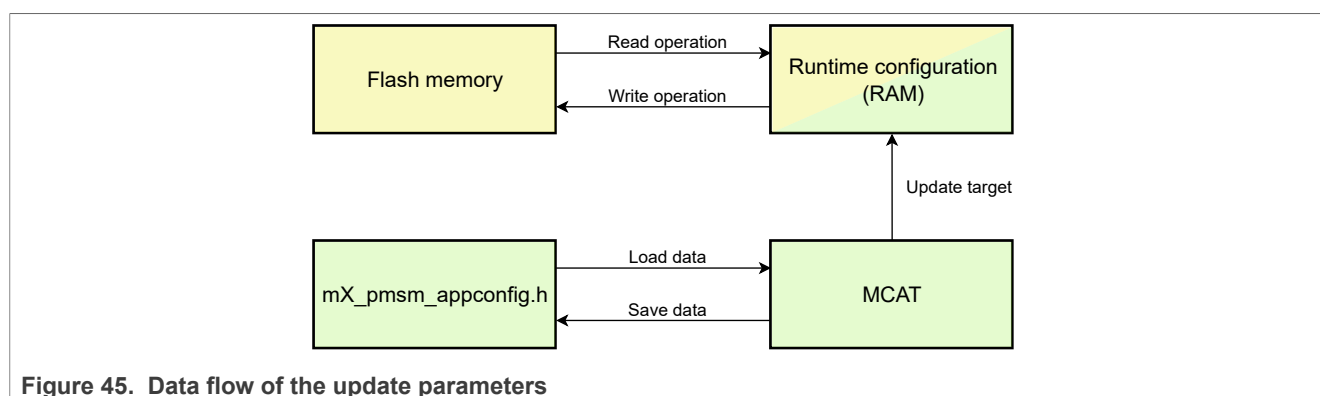 Flash memory
Read operation
Write operation
Runtime configuration
(RAM)
Update target
mX_pmsm_appconfig.h
Load data
Save data
MCAT
Figure 45. Data flow of the update parameters